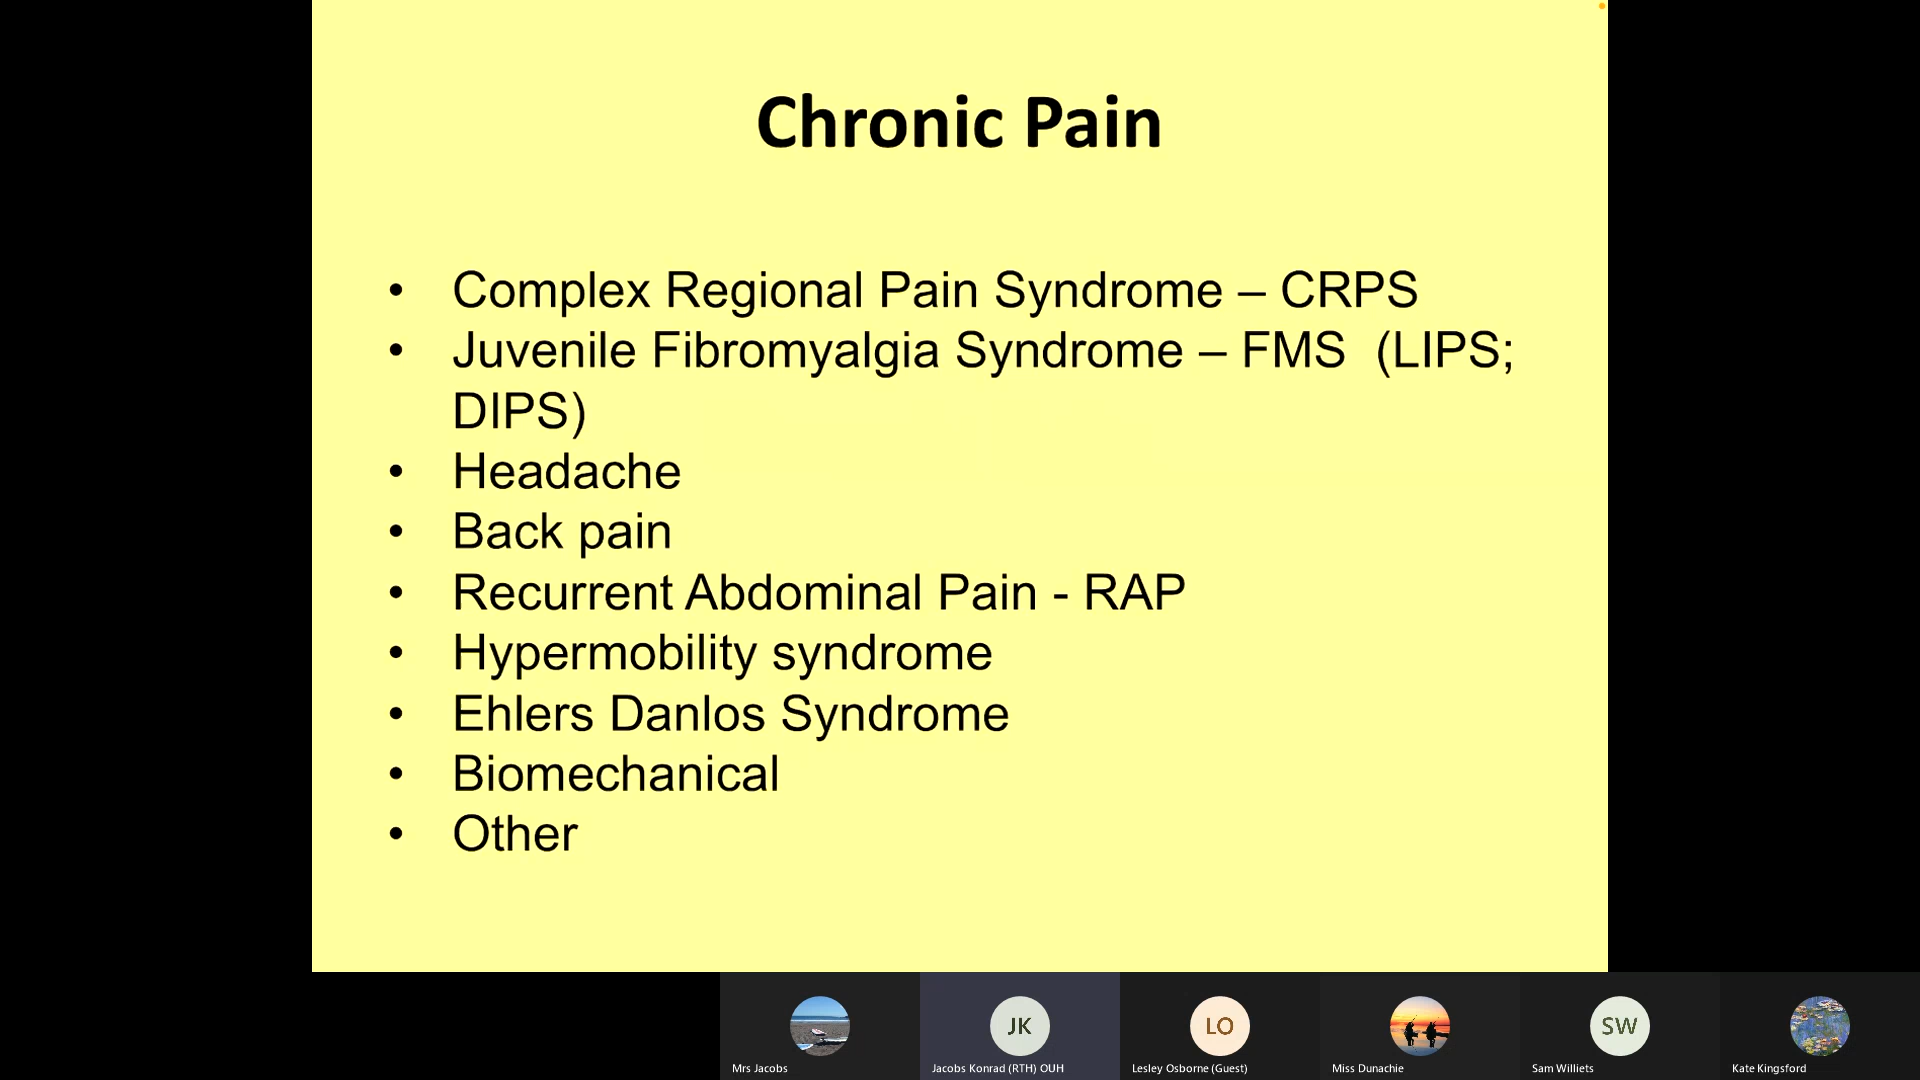 Chronic Pain
• Complex Regional Pain Syndrome – CRPS
• Juvenile Fibromyalgia Syndrome – FMS (LIPS;
DIPS)
• Headache
• Back pain
• Recurrent Abdominal Pain - RAP
• Hypermobility syndrome
• Ehlers Danlos Syndrome
• Biomechanical
• Other
JK
LO
SW
Mrs Jacobs
Jacobs Konrad (RTH) OUH
Lesley Osborne (Guest)
Miss Dunachie
Sam Williets
Kate Kingsford